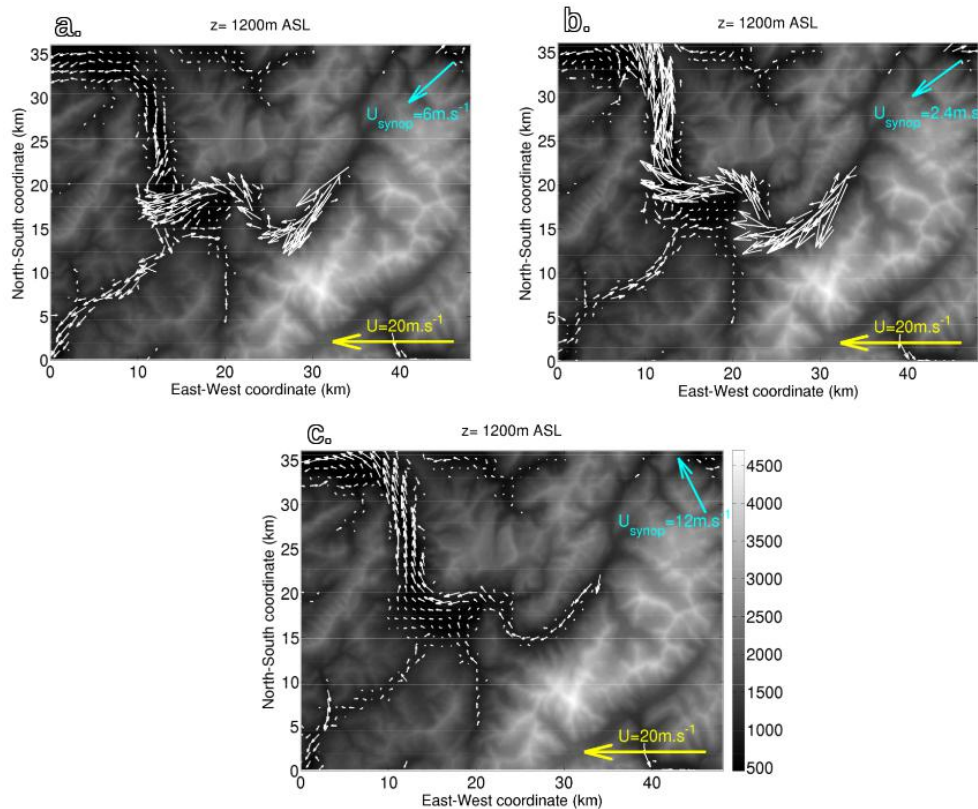 a.
z= 1200m ASL
35
30
25
20
15
10
5
0
North-South coordinate (km)
U_synop=6m.s⁻¹
U=20m.s⁻¹
0 10 20 30 40
East-West coordinate (km)
b.
z= 1200m ASL
35
30
25
20
15
10
5
0
North-South coordinate (km)
U_synop=2.4m.s
U=20m.s⁻¹
0 10 20 30 40
East-West coordinate (km)
c.
z= 1200m ASL
35
30
25
20
15
10
5
0
North-South coordinate (km)
U_synop=12m.s⁻¹
U=20m.s⁻¹
0 10 20 30 40
East-West coordinate (km)
4500
4000
3500
3000
2500
2000
1500
1000
500